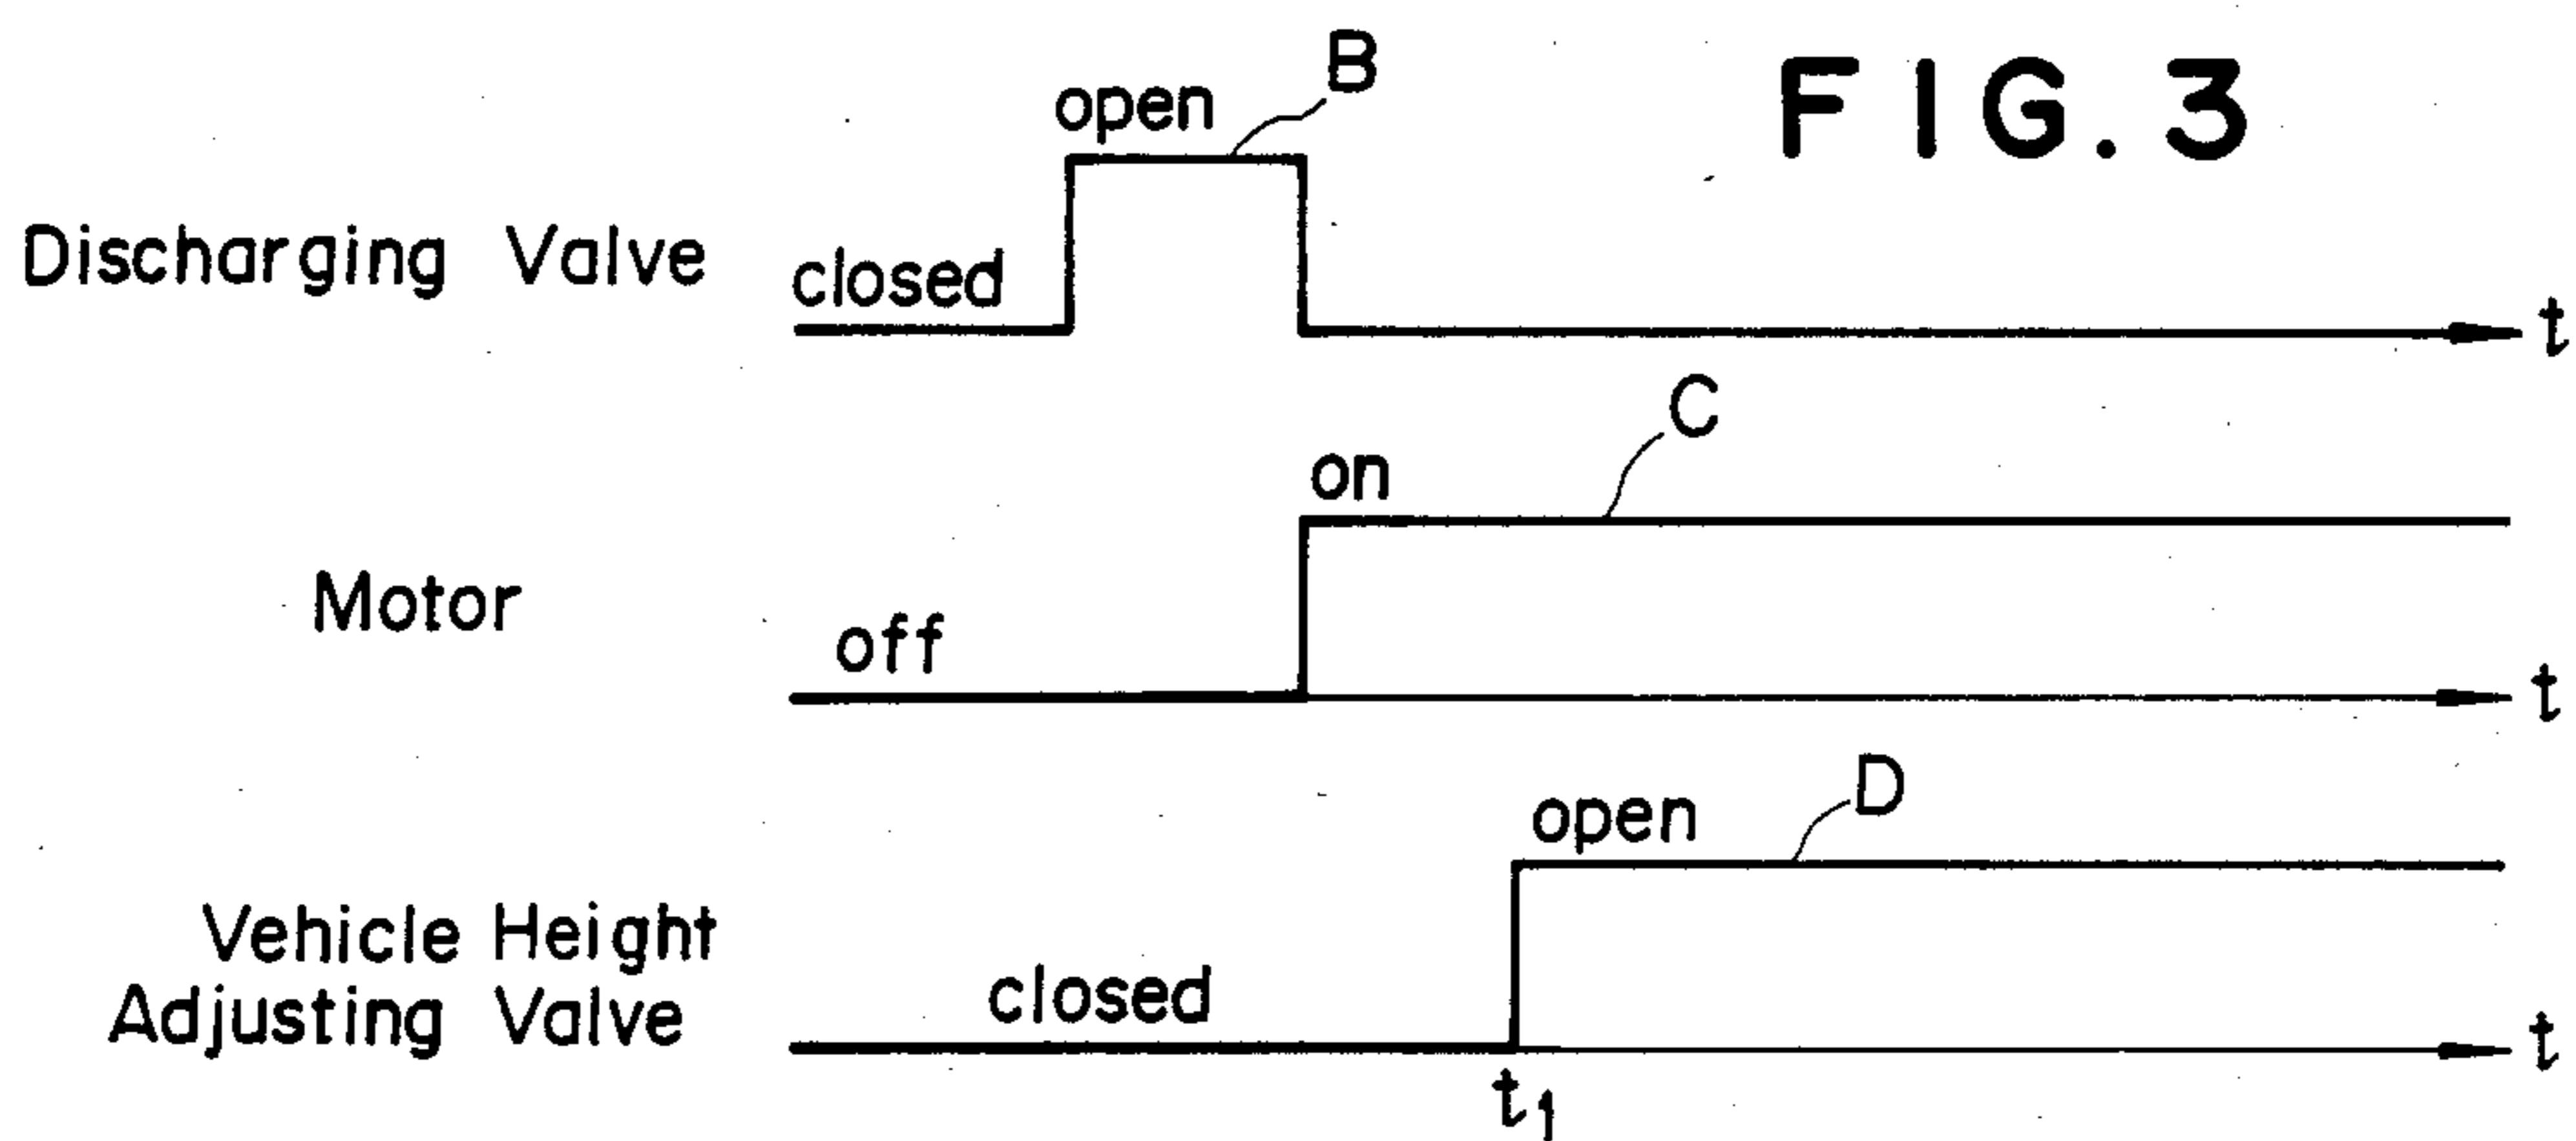 FIG. 3
B
open
Discharging Valve
closed
t
C
on
Motor
off
t
D
open
Vehicle Height
Adjusting Valve
closed
t
t1